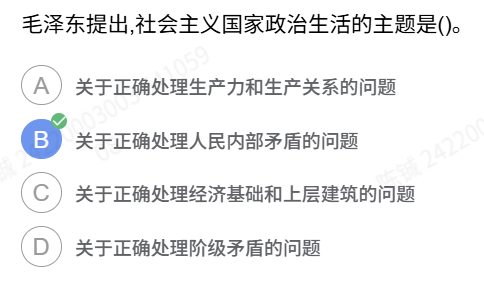 毛泽东提出,社会主义国家政治生活的主题是()。
A 关于正确处理生产力和生产关系的问题
B 关于正确处理人民内部矛盾的问题
C 关于正确处理经济基础和上层建筑的问题
D 关于正确处理阶级矛盾的问题